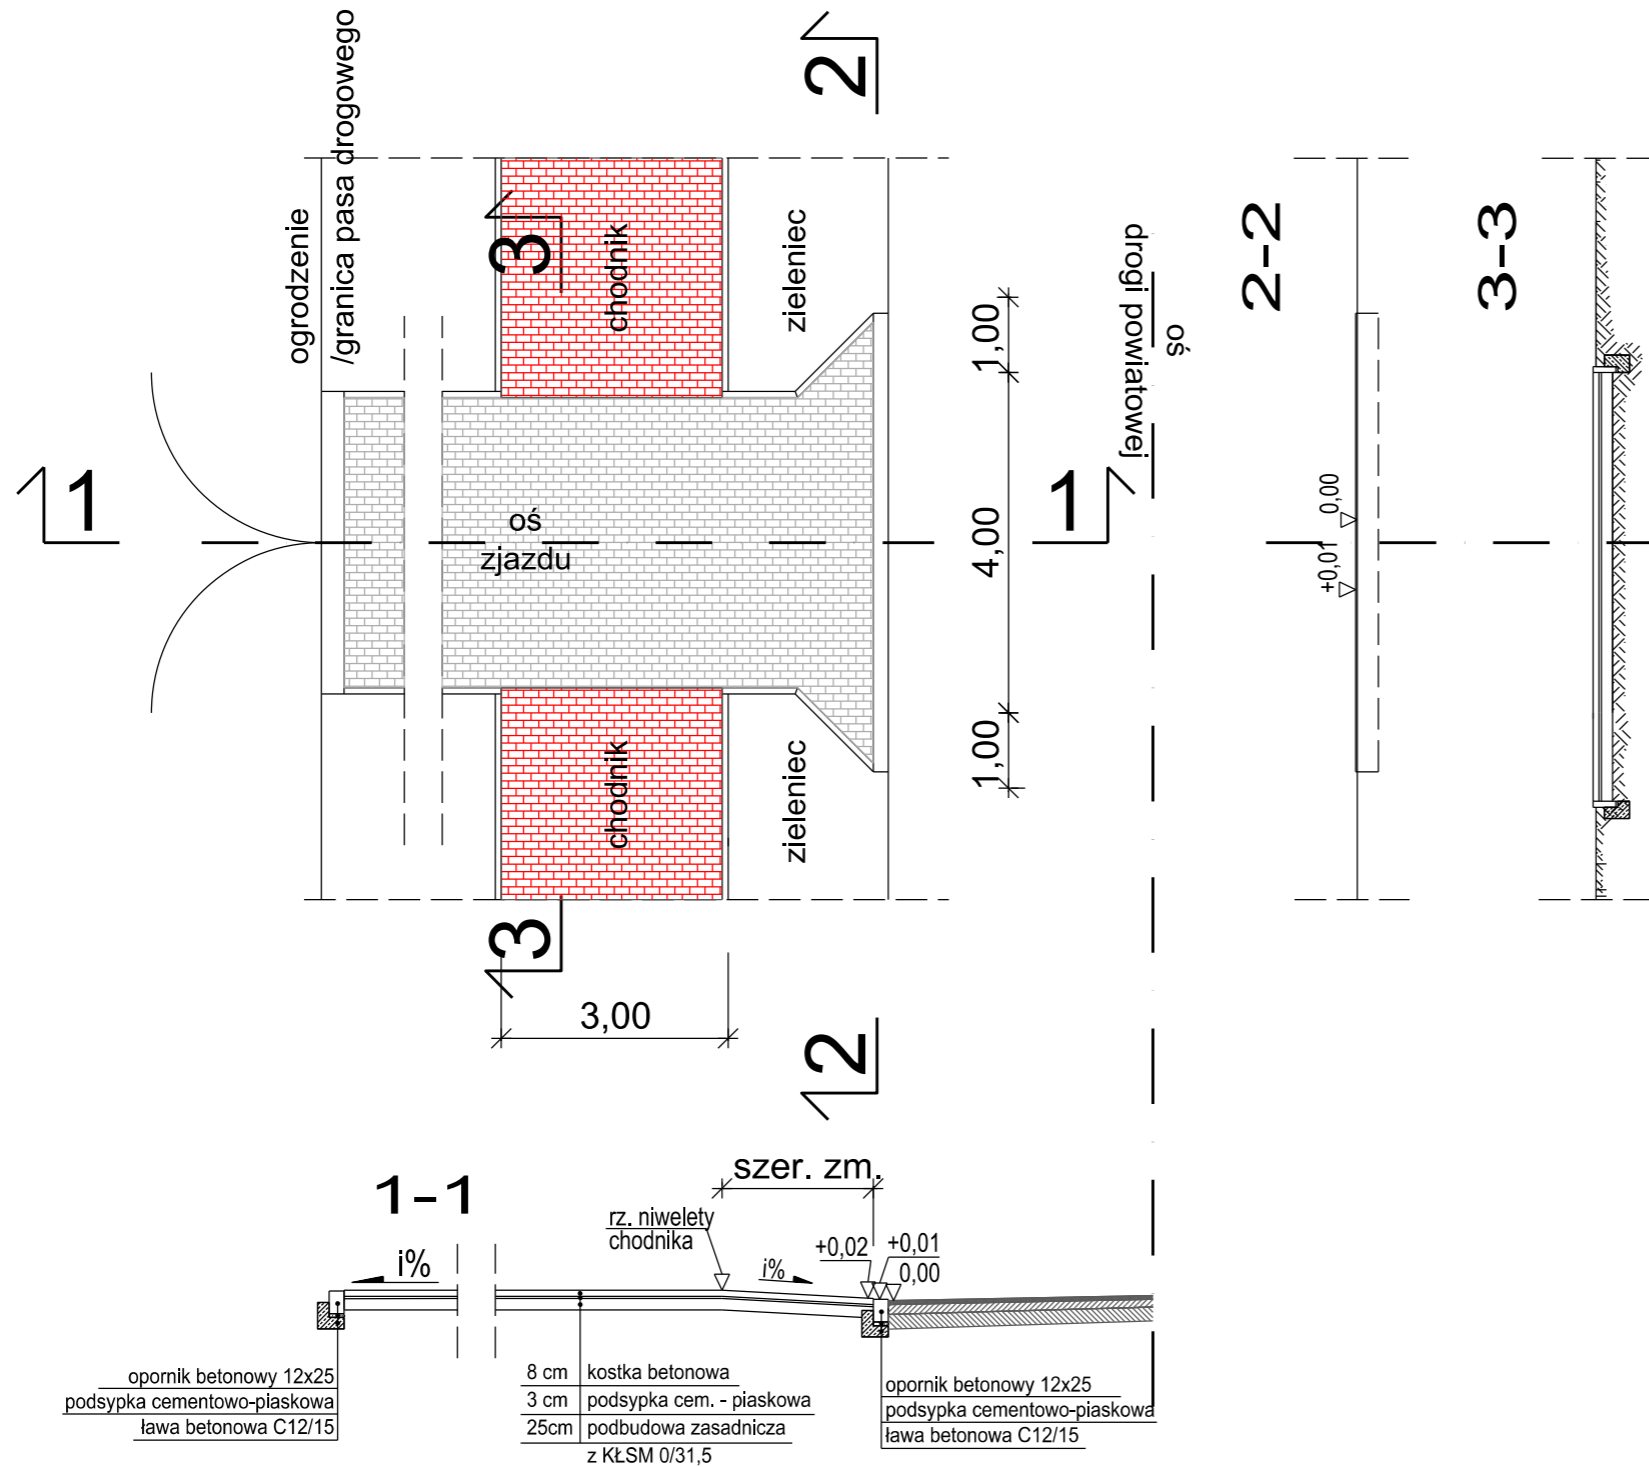 ogrodzenie
/granica pasa drogowego
2
3
chodnik
zieleniec
oś
drogi powiatowej
2-2
3-3
1,00
4,00
1,00
1
oś
zjazdu
1
0,00
+0,01
chodnik
zieleniec
3
3,00
2
1-1
szer. zm.
rz. niwelety
chodnika
i%
i%
+0,02
+0,01
0,00
opornik betonowy 12x25
podsypka cementowo-piaskowa
ława betonowa C12/15
8 cm kostka betonowa
3 cm podsypka cem. - piaskowa
25cm podbudowa zasadnicza
z KŁSM 0/31,5
opornik betonowy 12x25
podsypka cementowo-piaskowa
ława betonowa C12/15